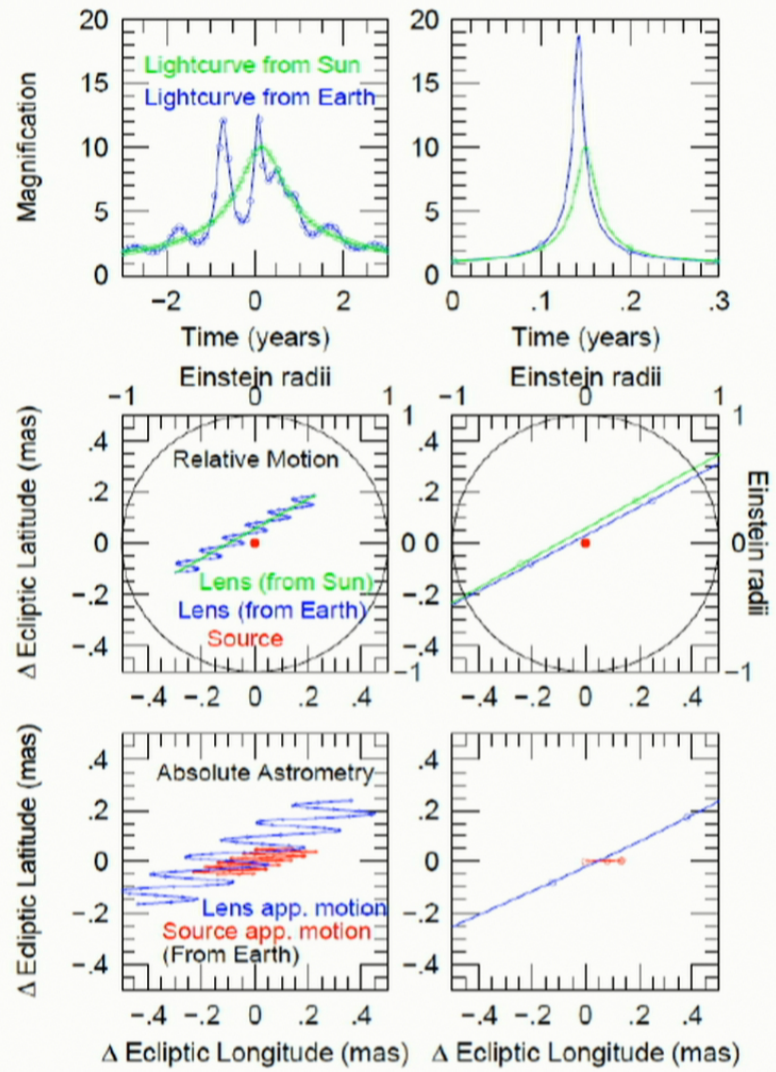 20
15
10
5
0
Magnification
Lightcurve from Sun
Lightcurve from Earth
−2 0 2
Time (years)
20
15
10
5
0
0 .1 .2 .3
Time (years)
Einstein radii
−1 0 1
Einstein radii
−1 0 1
Δ Ecliptic Latitude (mas)
.4
.2
0
−.2
−.4
Relative Motion
Lens (from Sun)
Lens (from Earth)
Source
1
0
−1
−.4 −.2 0 .2 .4
.4
.2
0
−.2
−.4
1
0
−1
Einstein radii
−.4 −.2 0 .2 .4
Δ Ecliptic Latitude (mas)
.4
.2
0
−.2
−.4
Absolute Astrometry
Lens app. motion
Source app. motion
(From Earth)
−.4 −.2 0 .2 .4
Δ Ecliptic Longitude (mas)
.4
.2
0
−.2
−.4
−.4 −.2 0 .2 .4
Δ Ecliptic Longitude (mas)